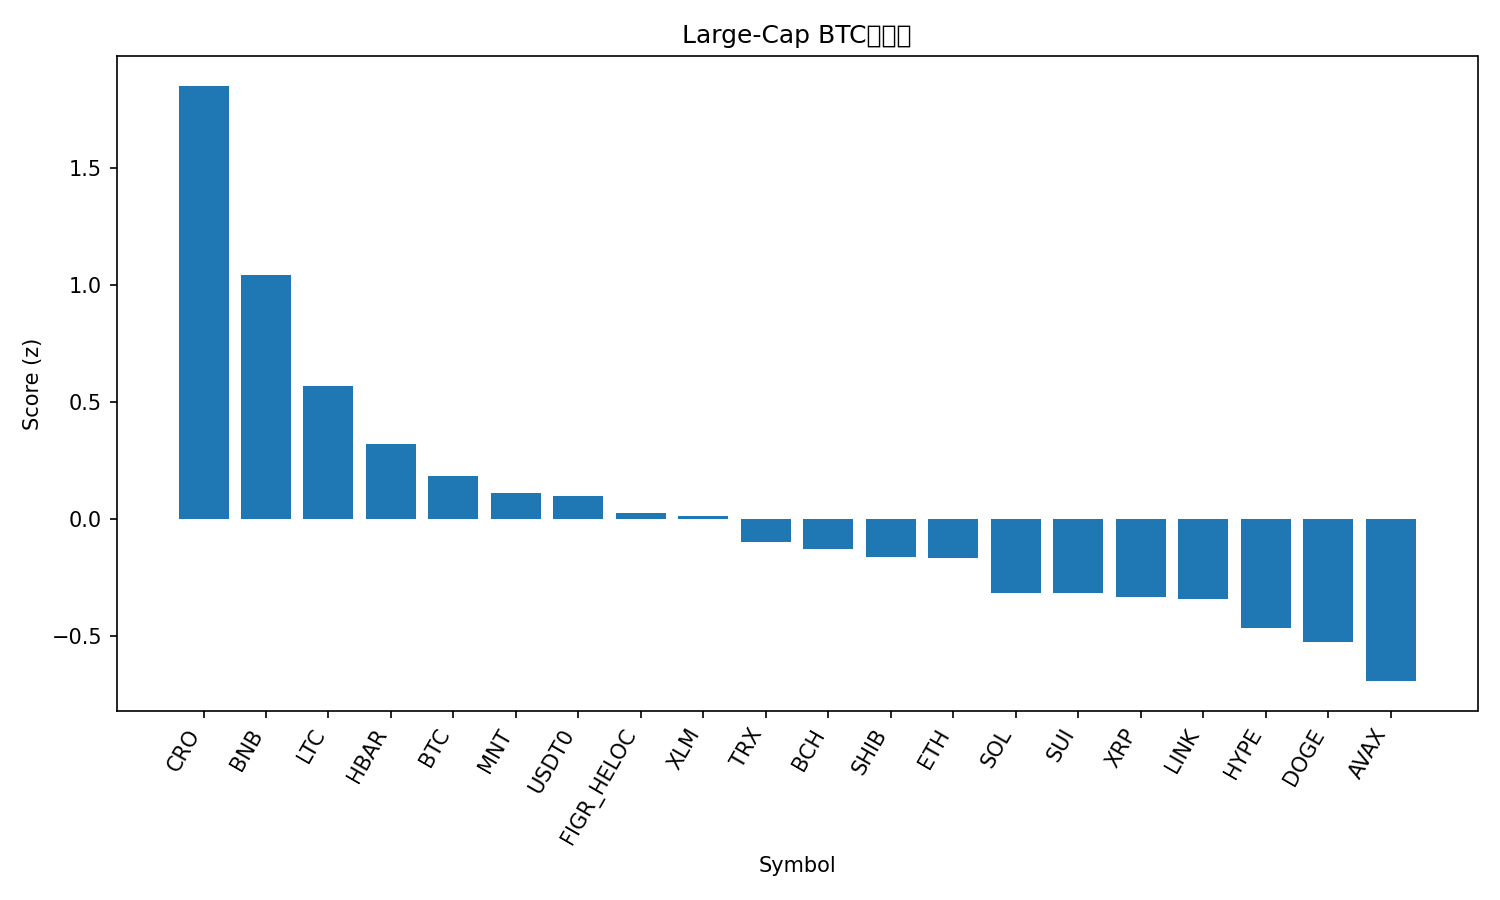 Large-Cap BTC
Score (z)
1.5
1.0
0.5
0.0
−0.5
CRO
BNB
LTC
HBAR
BTC
MNT
USDT0
FIGR_HELOC
XLM
TRX
BCH
SHIB
ETH
SOL
SUI
XRP
LINK
HYPE
DOGE
AVAX
Symbol